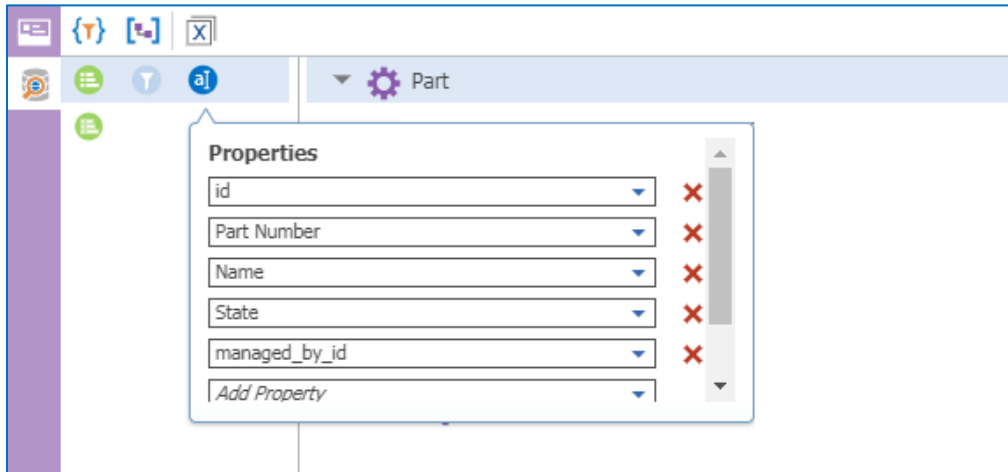 Part
Properties
id
Part Number
Name
State
managed_by_id
Add Property